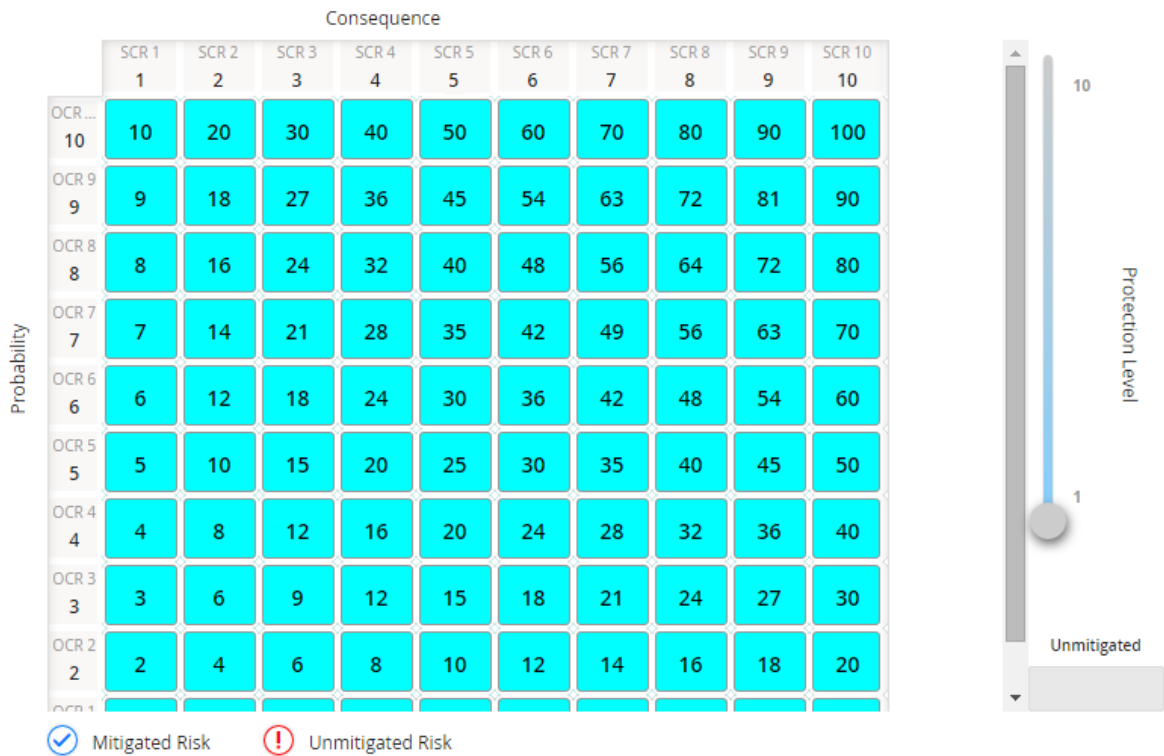 Consequence
SCR 1 SCR 2 SCR 3 SCR 4 SCR 5 SCR 6 SCR 7 SCR 8 SCR 9 SCR 10
1 2 3 4 5 6 7 8 9 10
OCR ...
10 10 20 30 40 50 60 70 80 90 100
OCR 9
9 9 18 27 36 45 54 63 72 81 90
OCR 8
8 8 16 24 32 40 48 56 64 72 80
OCR 7
7 7 14 21 28 35 42 49 56 63 70
OCR 6
6 6 12 18 24 30 36 42 48 54 60
OCR 5
5 5 10 15 20 25 30 35 40 45 50
OCR 4
4 4 8 12 16 20 24 28 32 36 40
OCR 3
3 3 6 9 12 15 18 21 24 27 30
OCR 2
2 2 4 6 8 10 12 14 16 18 20
OCR 1
Probability
10
1
Protection Level
Unmitigated
Mitigated Risk Unmitigated Risk